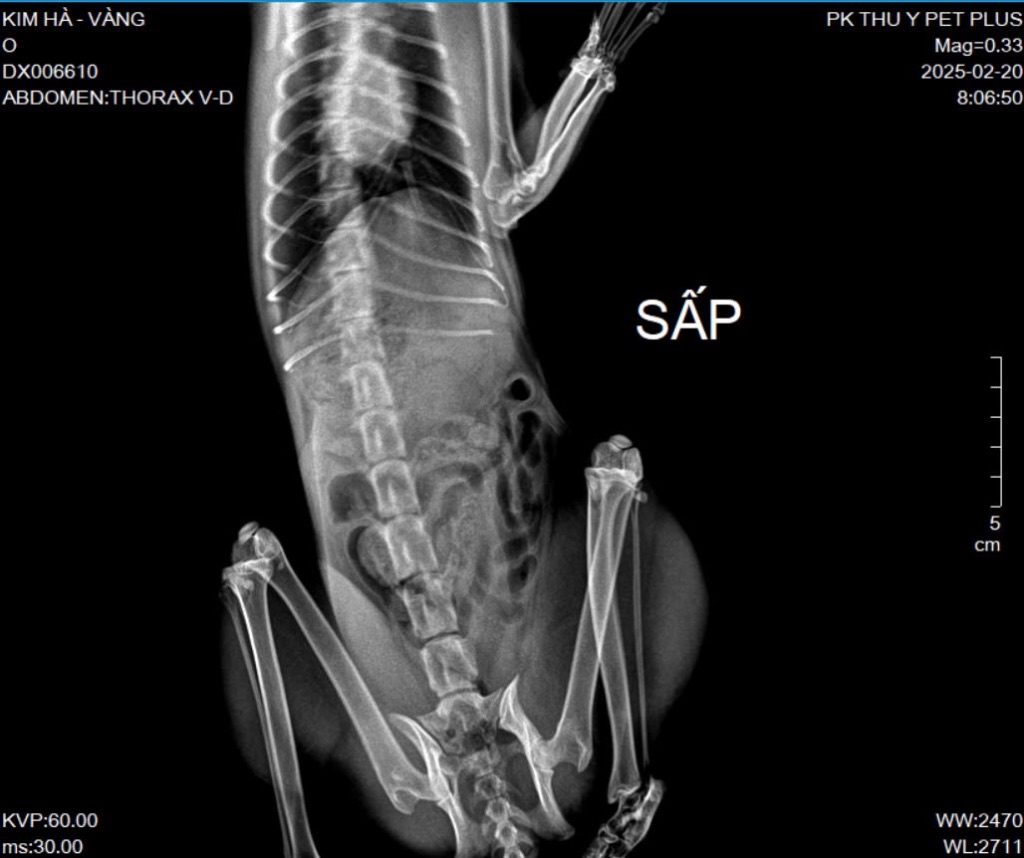 KIM HÀ - VÀNG
O
DX006610
ABDOMEN:THORAX V-D
PK THU Y PET PLUS
Mag=0.33
2025-02-20
8:06:50
SẤP
5
cm
KVP:60.00
ms:30.00
WW:2470
WL:2711